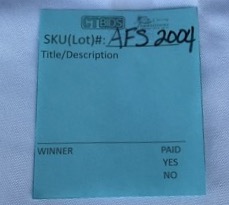 CTBIDS
SKU(Lot)#: AFS 2004
Title/Description
WINNER PAID
YES
NO